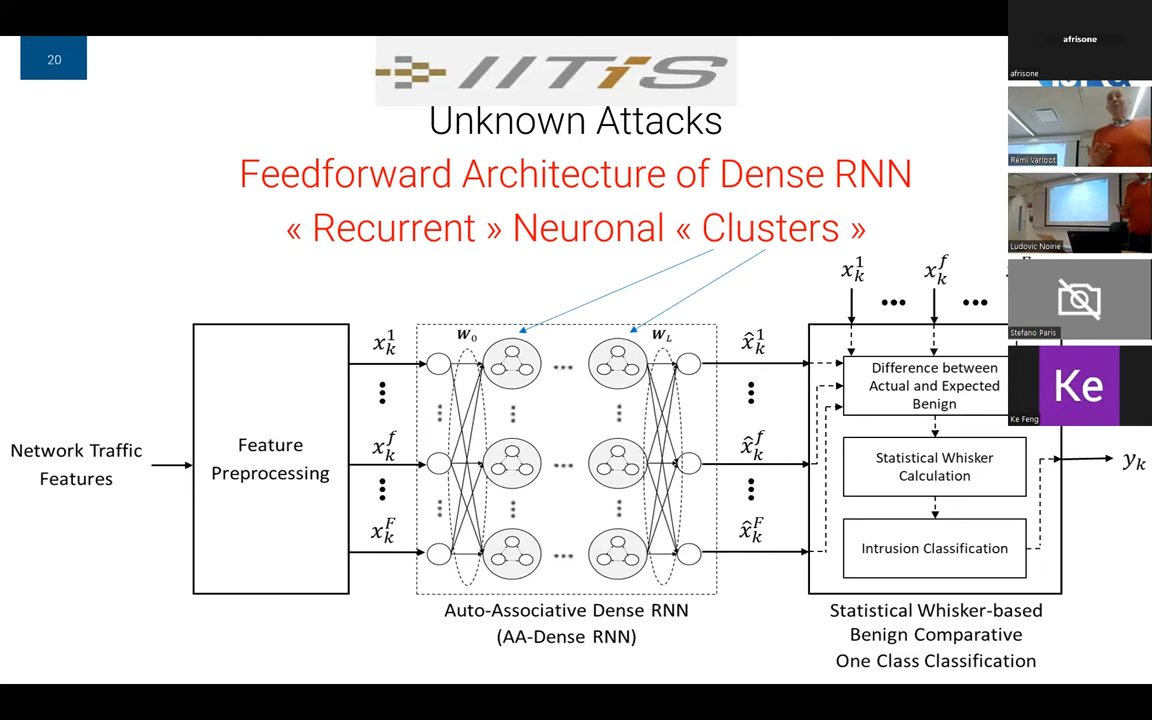 20
IITiS
Unknown Attacks
Feedforward Architecture of Dense RNN
« Recurrent » Neuronal « Clusters »
Network Traffic
Features
Feature
Preprocessing
x_k^1
x_k^f
x_k^F
w_0
w_L
x̂_k^1
x̂_k^f
x̂_k^F
Auto-Associative Dense RNN
(AA-Dense RNN)
x_k^1
x_k^f
Difference between
Actual and Expected
Benign
Statistical Whisker
Calculation
Intrusion Classification
y_k
Statistical Whisker-based
Benign Comparative
One Class Classification
afrisone
afrisone
Rémi Varloot
Ludovic Noirie
Stefano Paris
Ke
Ke Feng